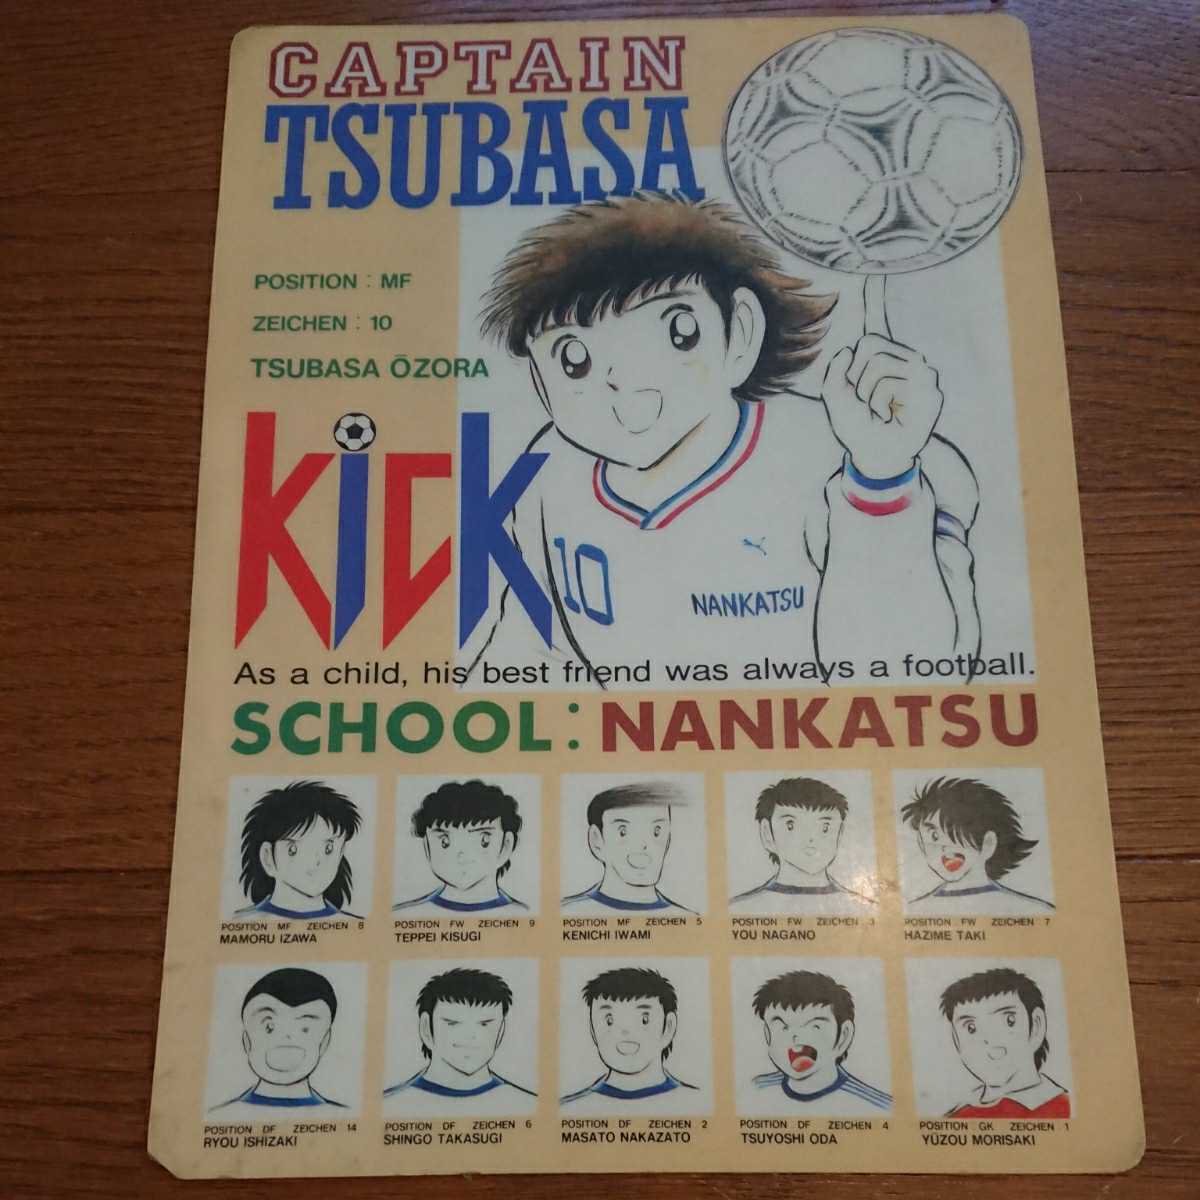 CAPTAIN
TSUBASA
POSITION : MF
ZEICHEN : 10
TSUBASA ŌZORA
kick
10
NANKATSU
As a child, his best friend was always a football.
SCHOOL : NANKATSU
POSITION MF ZEICHEN 8
MAMORU IZAWA
POSITION FW ZEICHEN 9
TEPPEI KISUGI
POSITION MF ZEICHEN 5
KENICHI IWAMI
POSITION FW ZEICHEN 3
YOU NAGANO
POSITION FW ZEICHEN 7
HAZIME TAKI
POSITION DF ZEICHEN 14
RYOU ISHIZAKI
POSITION DF ZEICHEN 6
SHINGO TAKASUGI
POSITION DF ZEICHEN 2
MASATO NAKAZATO
POSITION DF ZEICHEN 4
TSUYOSHI ODA
POSITION GK ZEICHEN 1
YŪZOU MORISAKI